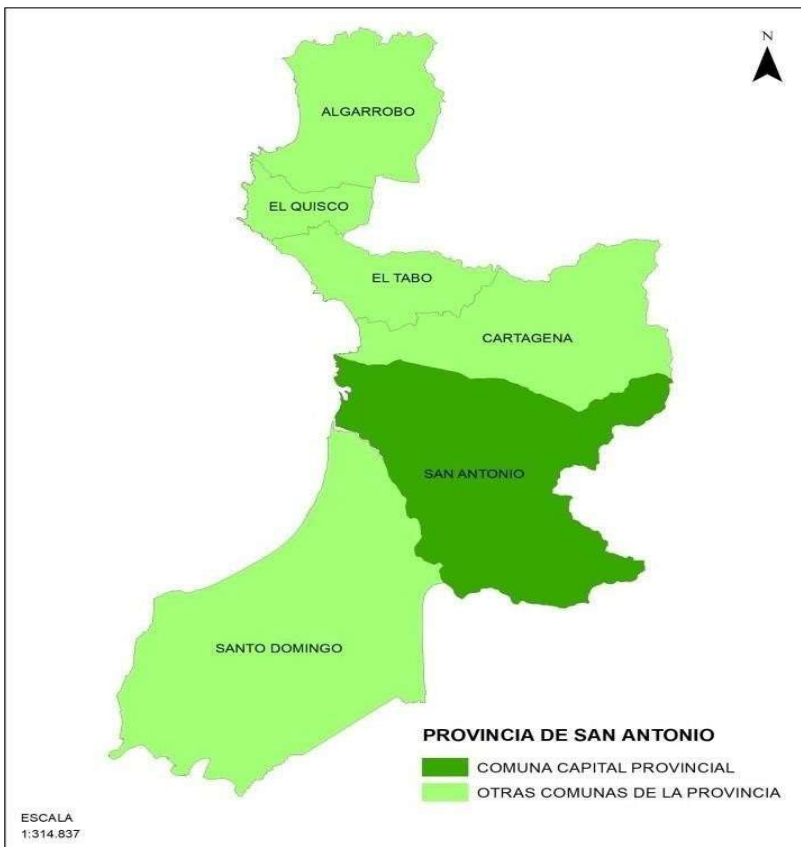 N
ALGARROBO
EL QUISCO
EL TABO
CARTAGENA
SAN ANTONIO
SANTO DOMINGO
PROVINCIA DE SAN ANTONIO
COMUNA CAPITAL PROVINCIAL
OTRAS COMUNAS DE LA PROVINCIA
ESCALA
1:314.837